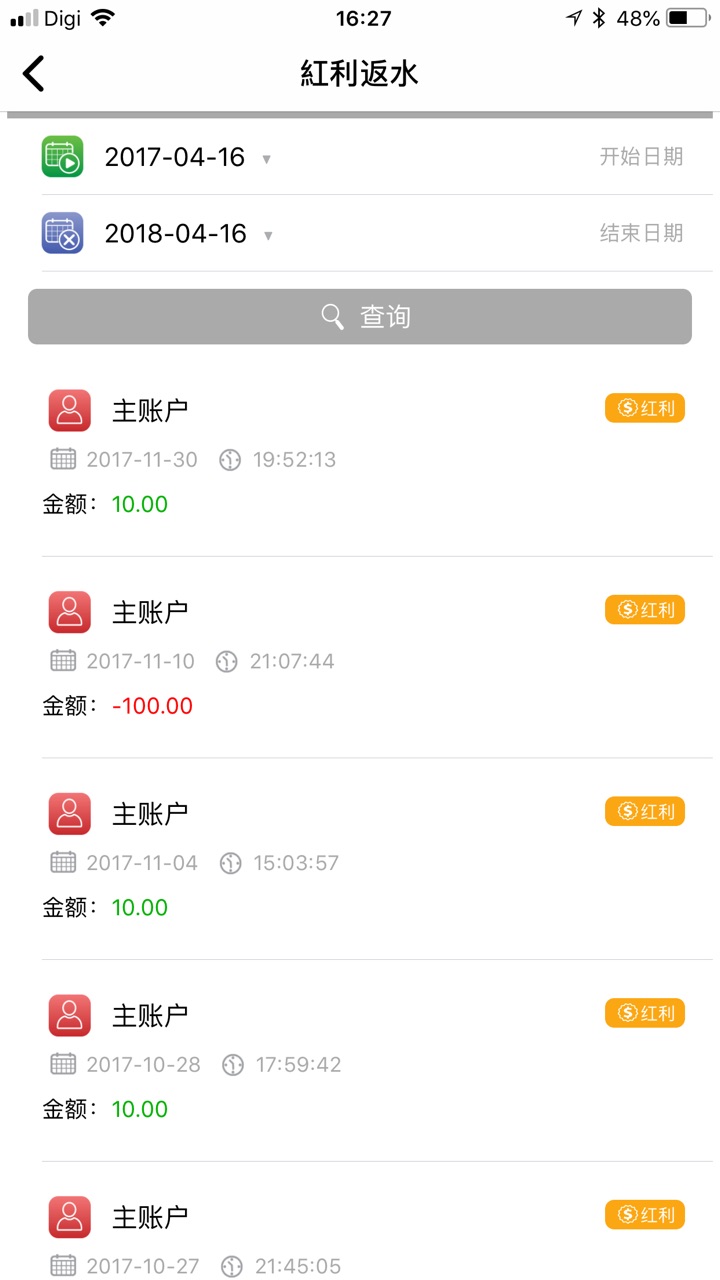 Digi 16:27 48%
紅利返水
2017-04-16 ▾ 开始日期
2018-04-16 ▾ 结束日期
查询
主账户 红利
2017-11-30 19:52:13
金额： 10.00
主账户 红利
2017-11-10 21:07:44
金额： -100.00
主账户 红利
2017-11-04 15:03:57
金额： 10.00
主账户 红利
2017-10-28 17:59:42
金额： 10.00
主账户 红利
2017-10-27 21:45:05